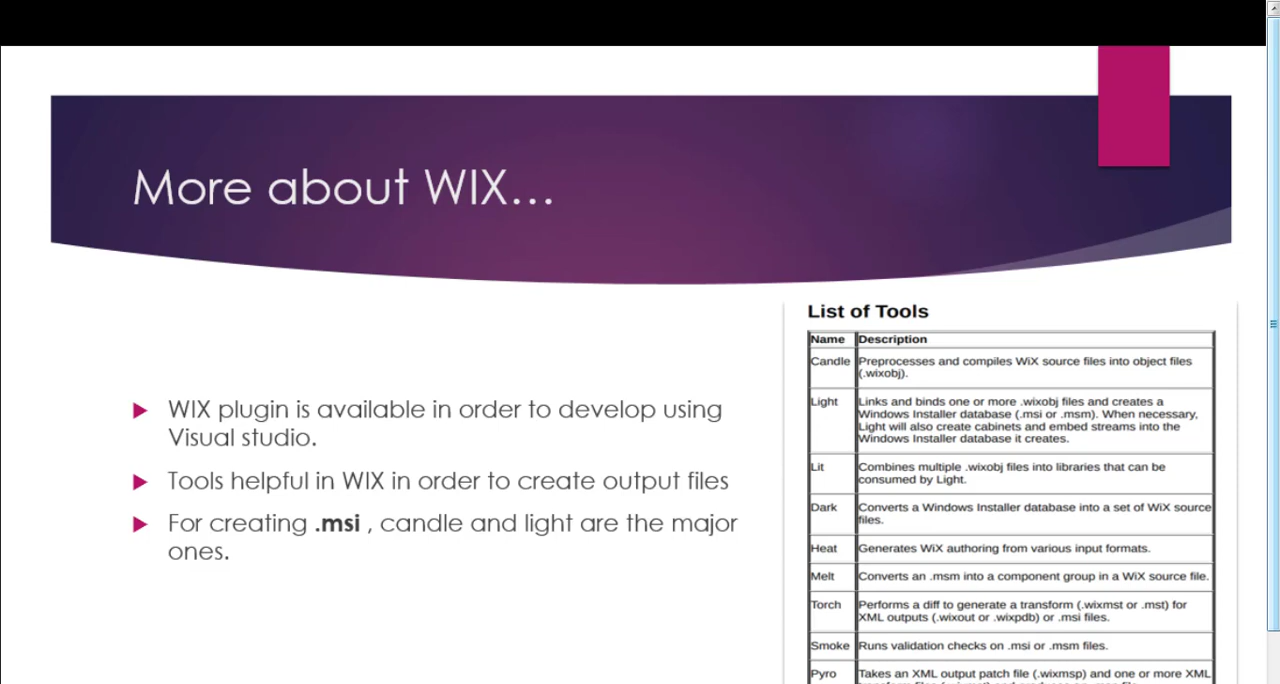 More about WIX...
WIX plugin is available in order to develop using
Visual studio.
Tools helpful in WIX in order to create output files
For creating .msi , candle and light are the major
ones.
List of Tools
Name Description
Candle Preprocesses and compiles WiX source files into object files
(.wixobj).
Light Links and binds one or more .wixobj files and creates a
Windows Installer database (.msi or .msm). When necessary,
Light will also create cabinets and embed streams into the
Windows Installer database it creates.
Lit Combines multiple .wixobj files into libraries that can be
consumed by Light.
Dark Converts a Windows Installer database into a set of WiX source
files.
Heat Generates WiX authoring from various input formats.
Melt Converts an .msm into a component group in a WiX source file.
Torch Performs a diff to generate a transform (.wixmst or .mst) for
XML outputs (.wixout or .wixpdb) or .msi files.
Smoke Runs validation checks on .msi or .msm files.
Pyro Takes an XML output patch file (.wixmsp) and one or more XML